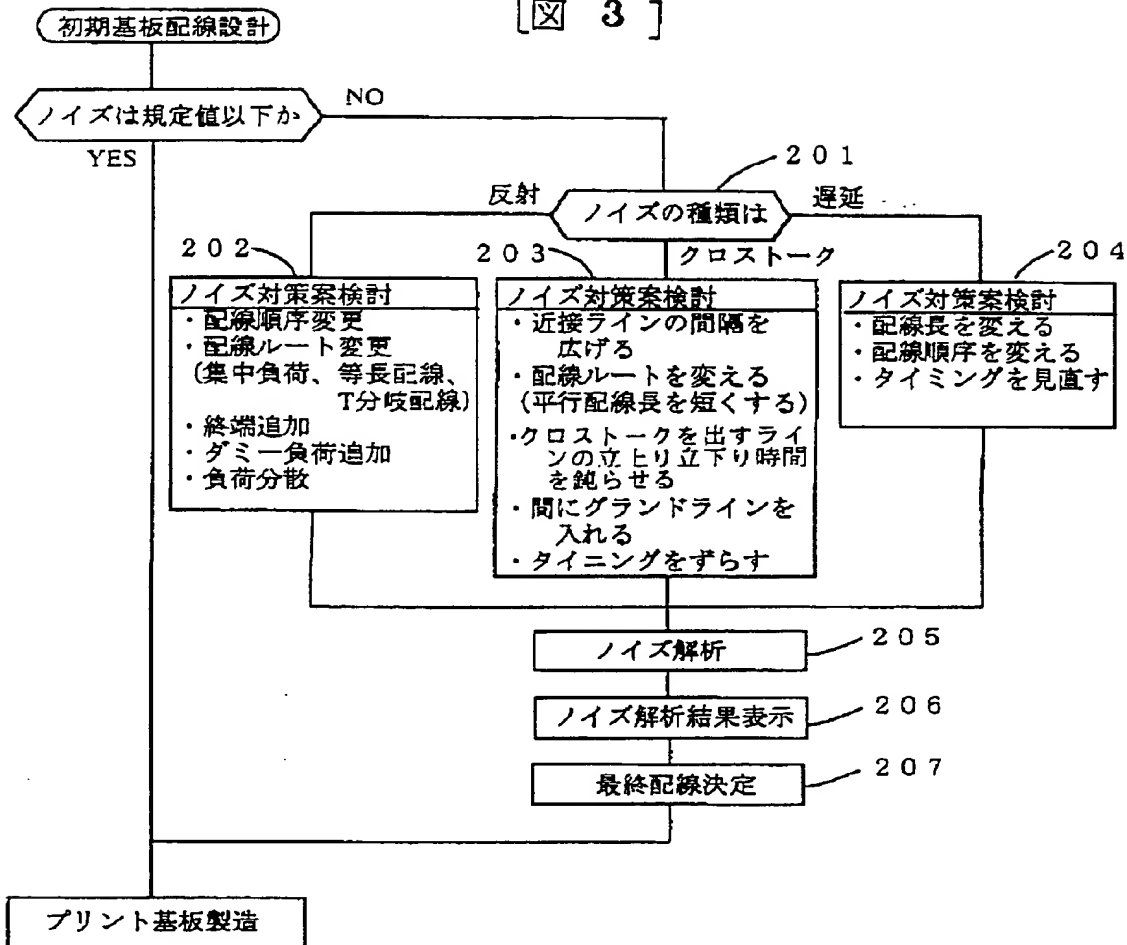 [図 3]
初期基板配線設計
ノイズは規定値以下か
NO
YES
201
反射
ノイズの種類は
遅延
クロストーク
202
ノイズ対策案検討
・配線順序変更
・配線ルート変更
(集中負荷、等長配線、
T分岐配線)
・終端追加
・ダミー負荷追加
・負荷分散
203
ノイズ対策案検討
・近接ラインの間隔を
広げる
・配線ルートを変える
(平行配線長を短くする)
・クロストークを出すライ
ンの立上り立下り時間
を鈍らせる
・間にグランドラインを
入れる
・タイニングをずらす
204
ノイズ対策案検討
・配線長を変える
・配線順序を変える
・タイミングを見直す
ノイズ解析
205
ノイズ解析結果表示
206
最終配線決定
207
プリント基板製造